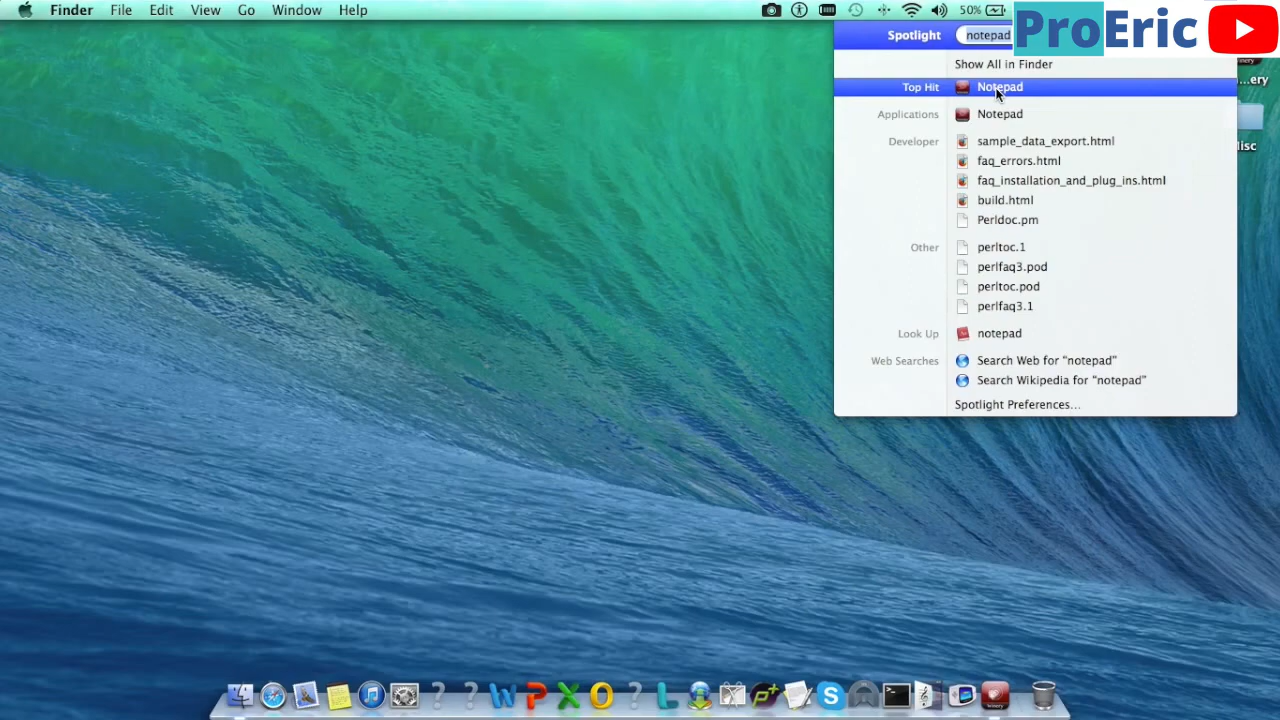 Finder File Edit View Go Window Help 50%
ProEric
Spotlight notepad
Show All in Finder
Top Hit Notepad
...ery
Applications Notepad
Developer sample_data_export.html
isc
faq_errors.html
faq_installation_and_plug_ins.html
build.html
Perldoc.pm
Other perltoc.1
perlfaq3.pod
perltoc.pod
perlfaq3.1
Look Up notepad
Web Searches Search Web for "notepad"
Search Wikipedia for "notepad"
Spotlight Preferences...